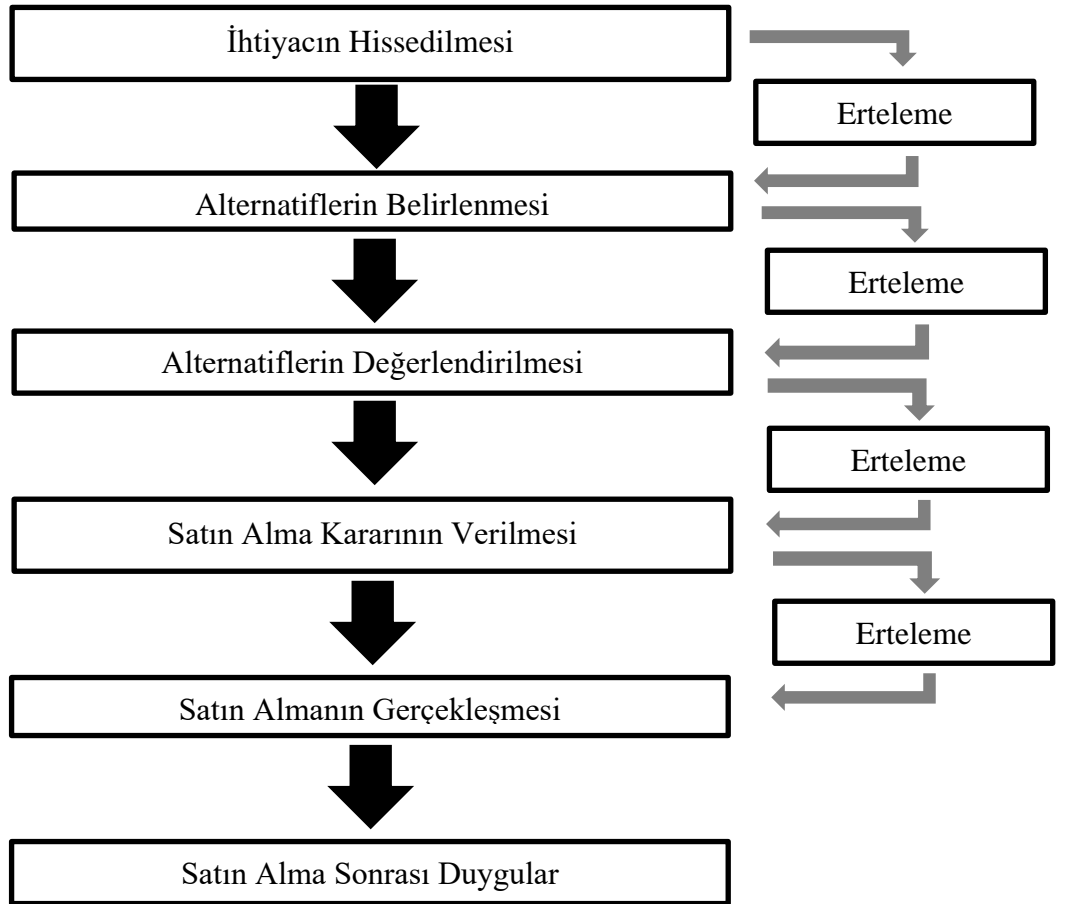 İhtiyacın Hissedilmesi
Erteleme
Alternatiflerin Belirlenmesi
Erteleme
Alternatiflerin Değerlendirilmesi
Erteleme
Satın Alma Kararının Verilmesi
Erteleme
Satın Almanın Gerçekleşmesi
Satın Alma Sonrası Duygular